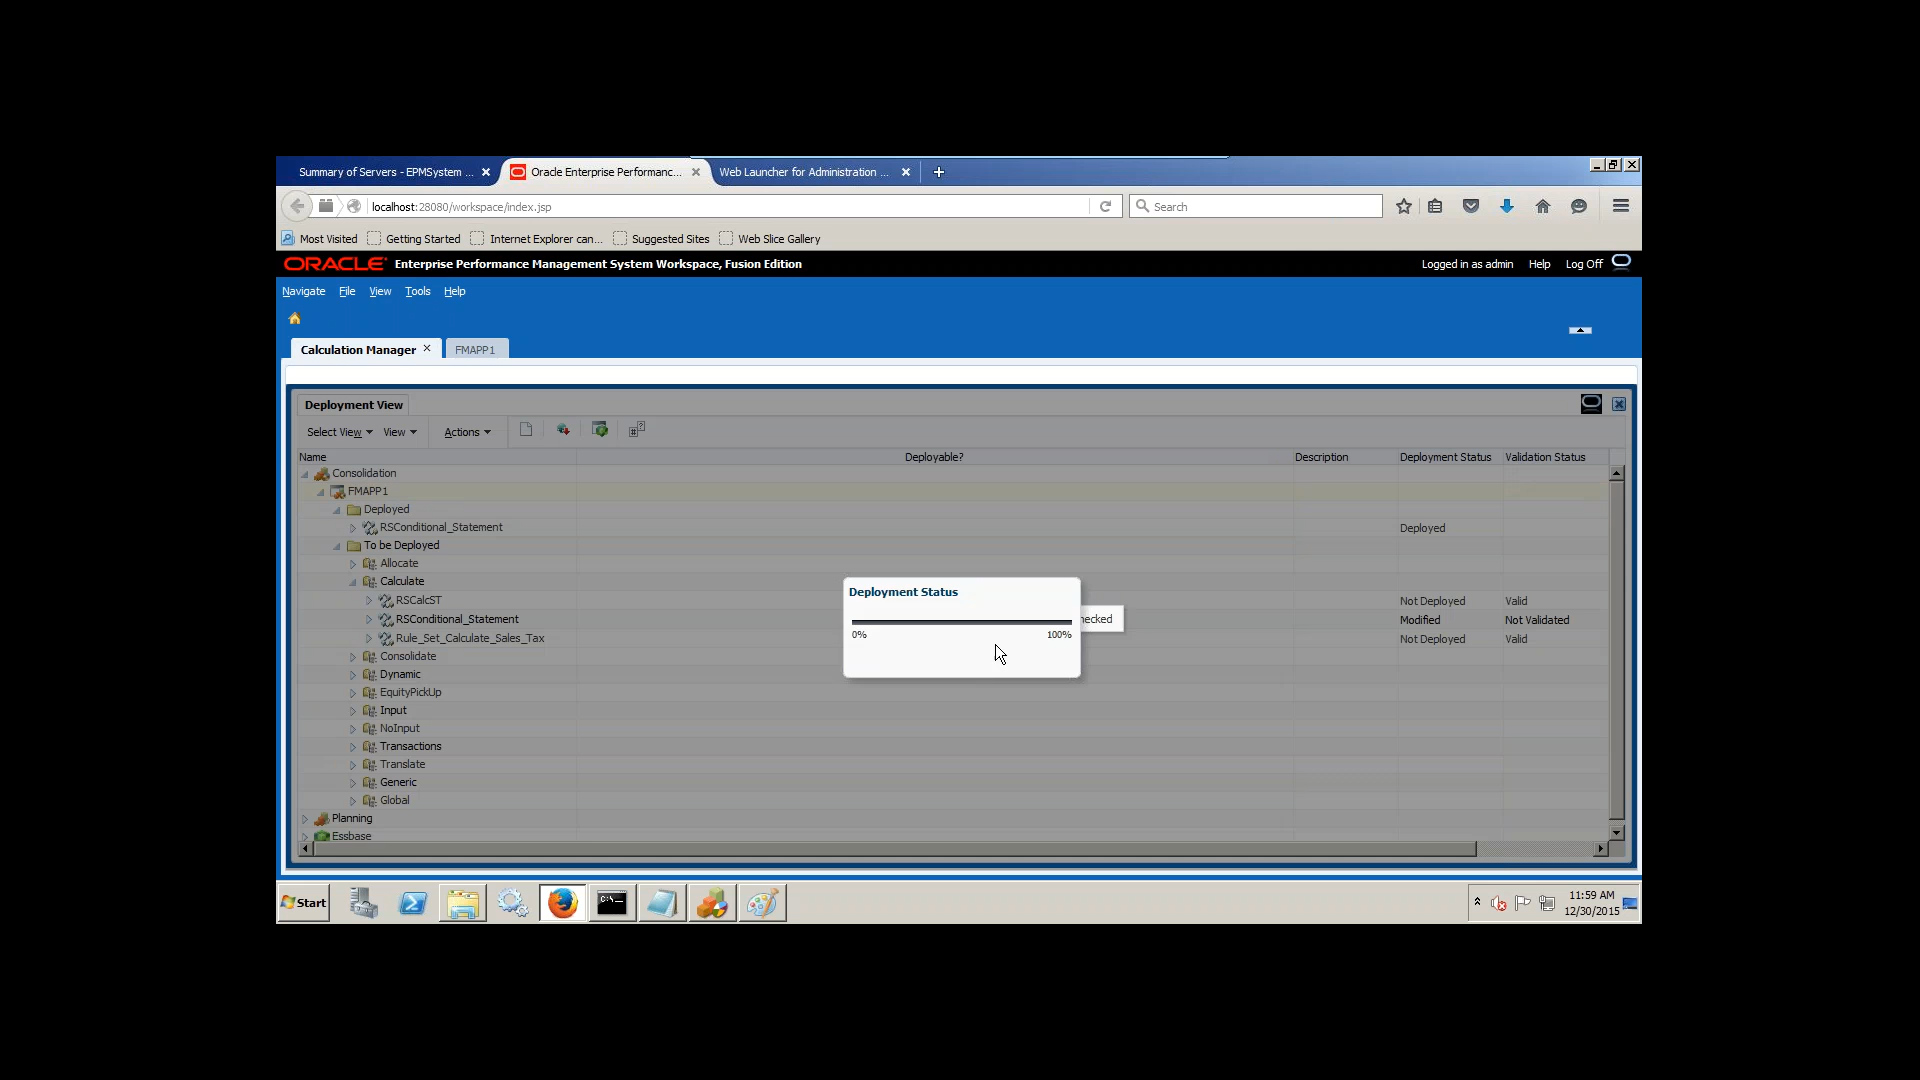 Summary of Servers - EPMSystem ...
Oracle Enterprise Performanc...
Web Launcher for Administration ...
localhost:28080/workspace/index.jsp
Search
Most Visited
Getting Started
Internet Explorer can...
Suggested Sites
Web Slice Gallery
ORACLE Enterprise Performance Management System Workspace, Fusion Edition
Logged in as admin Help Log Off
Navigate File View Tools Help
Calculation Manager
FMAPP1
Deployment View
Select View View Actions
Name Deployable? Description Deployment Status Validation Status
Consolidation
FMAPP1
Deployed
RSConditional_Statement Deployed
To be Deployed
Allocate
Calculate
RSCalcST Not Deployed Valid
RSConditional_Statement Modified Not Validated
Rule_Set_Calculate_Sales_Tax Not Deployed Valid
Consolidate
Dynamic
EquityPickUp
Input
NoInput
Transactions
Translate
Generic
Global
Planning
Essbase
Deployment Status
0% 100%
hecked
Start
C:\
11:59 AM
12/30/2015